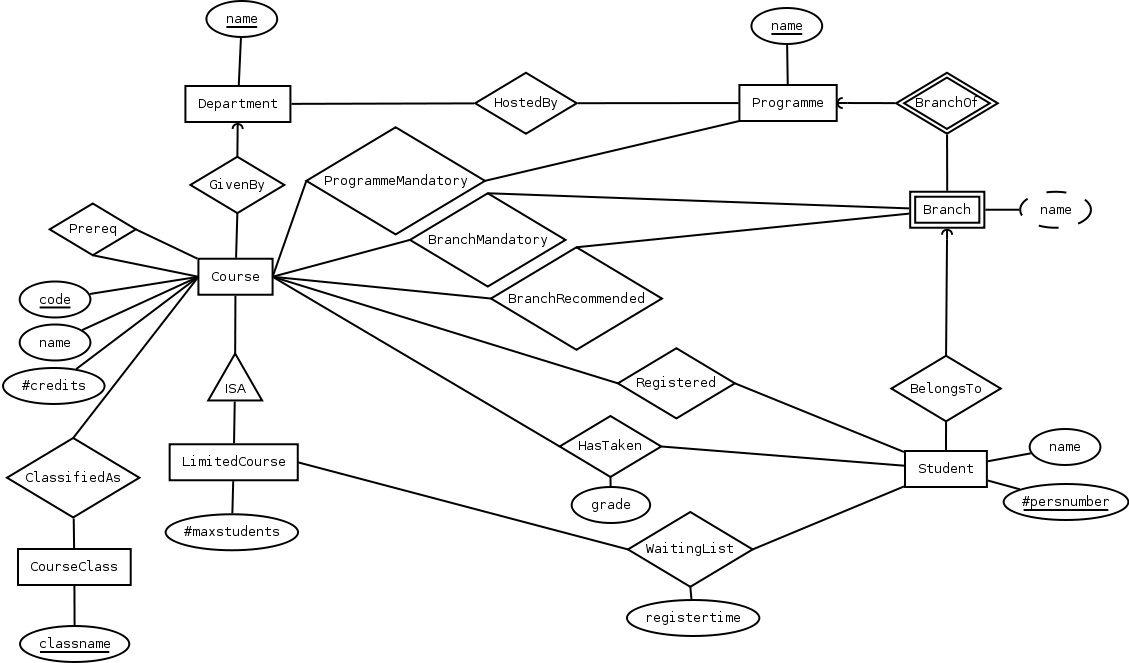 name
name
Department
HostedBy
Programme
BranchOf
GivenBy
ProgrammeMandatory
Prereq
BranchMandatory
Branch
name
Course
code
BranchRecommended
name
#credits
ISA
Registered
BelongsTo
HasTaken
name
LimitedCourse
Student
ClassifiedAs
grade
#persnumber
#maxstudents
WaitingList
CourseClass
registertime
classname